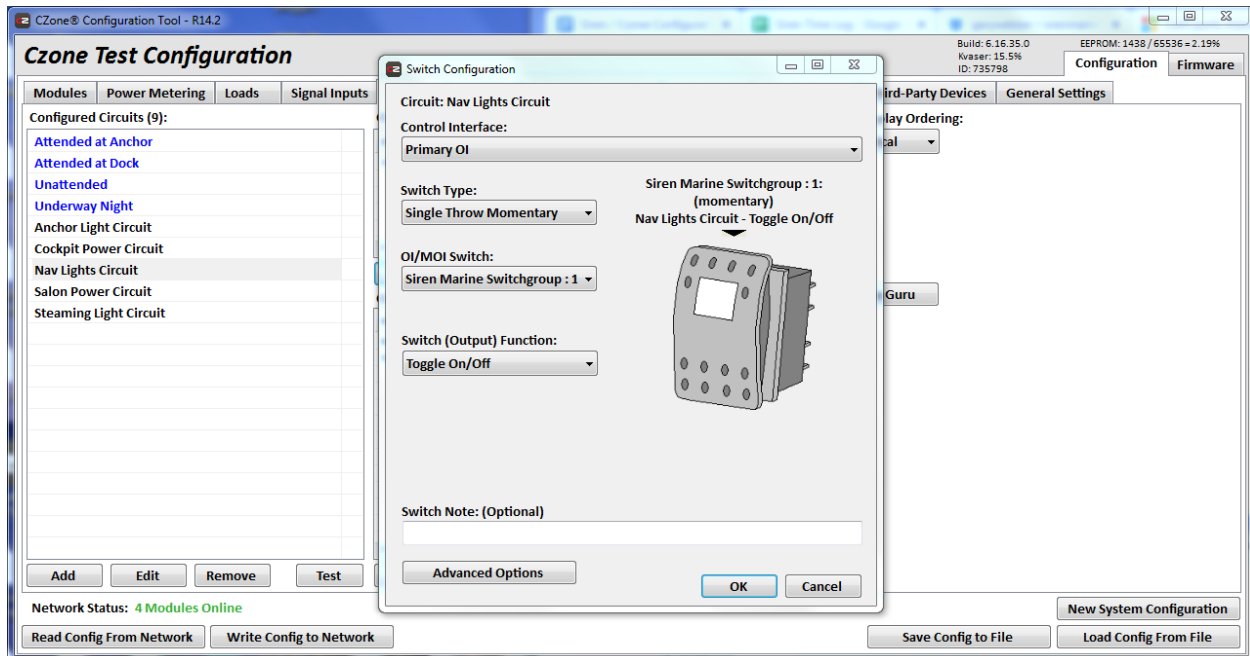 CZone® Configuration Tool - R14.2
Czone Test Configuration
Build: 6.16.35.0
Kvaser: 15.5%
ID: 735798
EEPROM: 1438 / 65536 = 2.19%
Configuration Firmware
Modules Power Metering Loads Signal Inputs
ird-Party Devices General Settings
Configured Circuits (9):
Attended at Anchor
Attended at Dock
Unattended
Underway Night
Anchor Light Circuit
Cockpit Power Circuit
Nav Lights Circuit
Salon Power Circuit
Steaming Light Circuit
Add Edit Remove Test
Switch Configuration
Circuit: Nav Lights Circuit
Control Interface:
Primary OI
Switch Type:
Single Throw Momentary
Siren Marine Switchgroup : 1:
(momentary)
Nav Lights Circuit - Toggle On/Off
OI/MOI Switch:
Siren Marine Switchgroup : 1
Switch (Output) Function:
Toggle On/Off
Switch Note: (Optional)
Advanced Options
OK Cancel
lay Ordering:
cal
Guru
Network Status: 4 Modules Online
New System Configuration
Read Config From Network Write Config to Network
Save Config to File Load Config From File